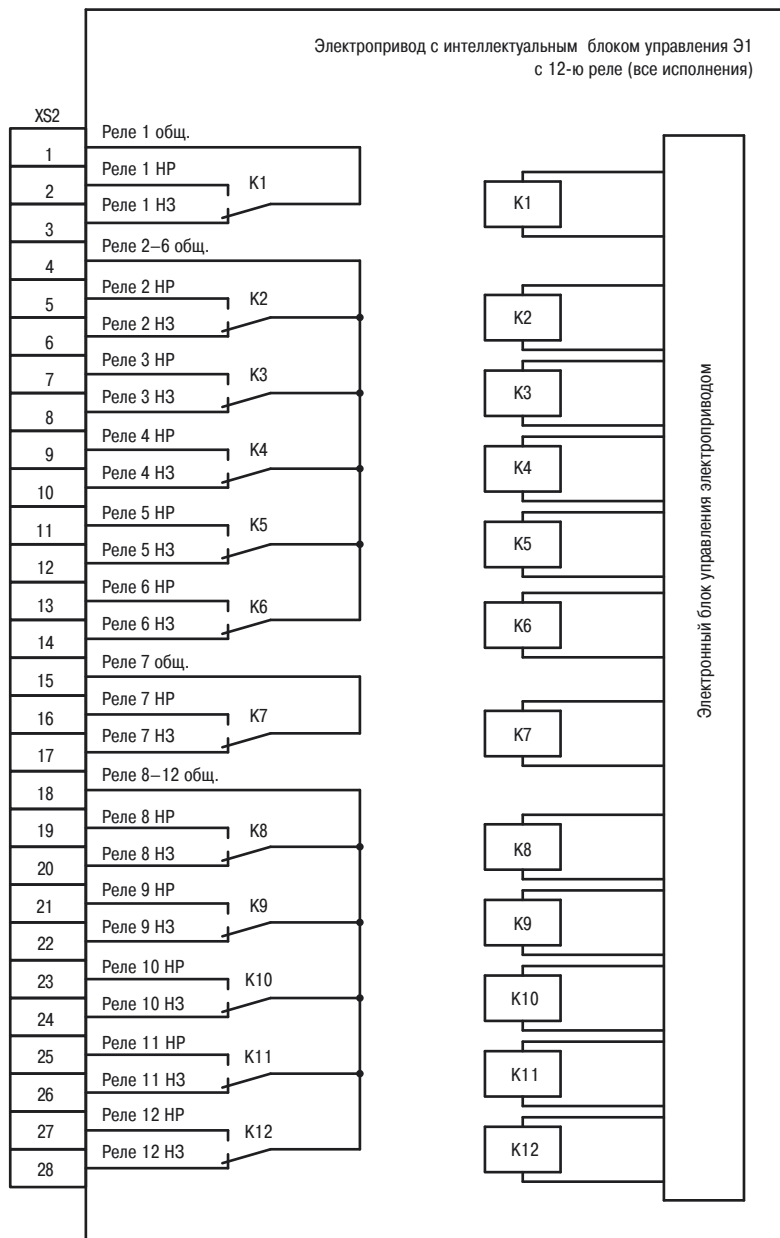 Электропривод с интеллектуальным блоком управления Э1
с 12-ю реле (все исполнения)
XS2
1
Реле 1 общ.
2
Реле 1 НР
K1
3
Реле 1 НЗ
4
Реле 2–6 общ.
5
Реле 2 НР
K2
6
Реле 2 НЗ
7
Реле 3 НР
K3
8
Реле 3 НЗ
9
Реле 4 НР
K4
10
Реле 4 НЗ
11
Реле 5 НР
K5
12
Реле 5 НЗ
13
Реле 6 НР
K6
14
Реле 6 НЗ
15
Реле 7 общ.
16
Реле 7 НР
K7
17
Реле 7 НЗ
18
Реле 8–12 общ.
19
Реле 8 НР
K8
20
Реле 8 НЗ
21
Реле 9 НР
K9
22
Реле 9 НЗ
23
Реле 10 НР
K10
24
Реле 10 НЗ
25
Реле 11 НР
K11
26
Реле 11 НЗ
27
Реле 12 НР
K12
28
Реле 12 НЗ
K1
K2
K3
K4
K5
K6
K7
K8
K9
K10
K11
K12
Электронный блок управления электроприводом